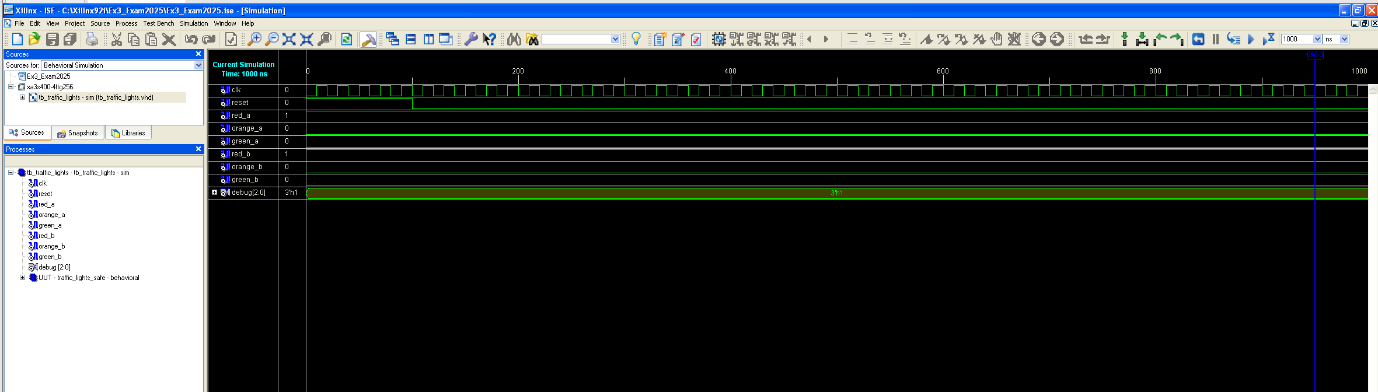 Xilinx - ISE - C:\Xilinx92i\Ex3_Exam2025\Ex3_Exam2025.ise - [Simulation]
File Edit View Project Source Process Test Bench Simulation Window Help
1000 ns
Sources
Sources for: Behavioral Simulation
Ex3_Exam2025
xa3s400-4ftg256
tb_traffic_lights - sim (tb_traffic_lights.vhd)
Sources Snapshots Libraries
Processes
tb_traffic_lights - tb_traffic_lights - sim
clk
reset
red_a
orange_a
green_a
red_b
orange_b
green_b
debug [2:0]
UUT - traffic_lights_safe - behavioral
Current Simulation
Time: 1000 ns
0 200 400 600 800 1000
clk 0
reset 0
red_a 1
orange_a 0
green_a 0
red_b 1
orange_b 0
green_b 0
debug[2:0] 3'h1 3'h1